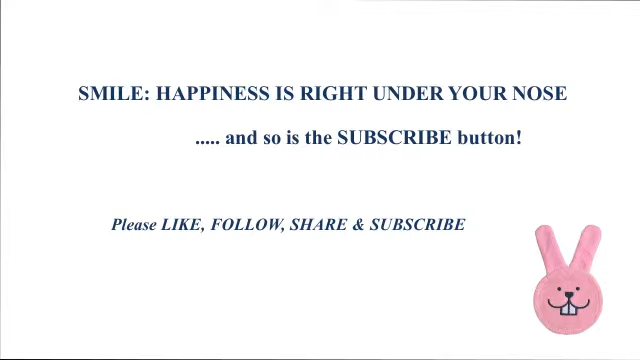 SMILE: HAPPINESS IS RIGHT UNDER YOUR NOSE
..... and so is the SUBSCRIBE button!
Please LIKE, FOLLOW, SHARE & SUBSCRIBE